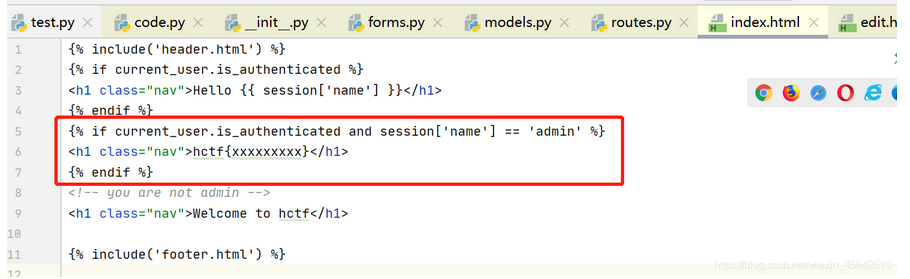 test.py code.py __init__.py forms.py models.py routes.py index.html edit.h
1 {% include('header.html') %}
2 {% if current_user.is_authenticated %}
3 <h1 class="nav">Hello {{ session['name'] }}</h1>
4 {% endif %}
5 {% if current_user.is_authenticated and session['name'] == 'admin' %}
6 <h1 class="nav">hctf{xxxxxxxxx}</h1>
7 {% endif %}
8 <!-- you are not admin -->
9 <h1 class="nav">Welcome to hctf</h1>
10
11 {% include('footer.html') %}
12
https://blog.csdn.net/weixin_45642610